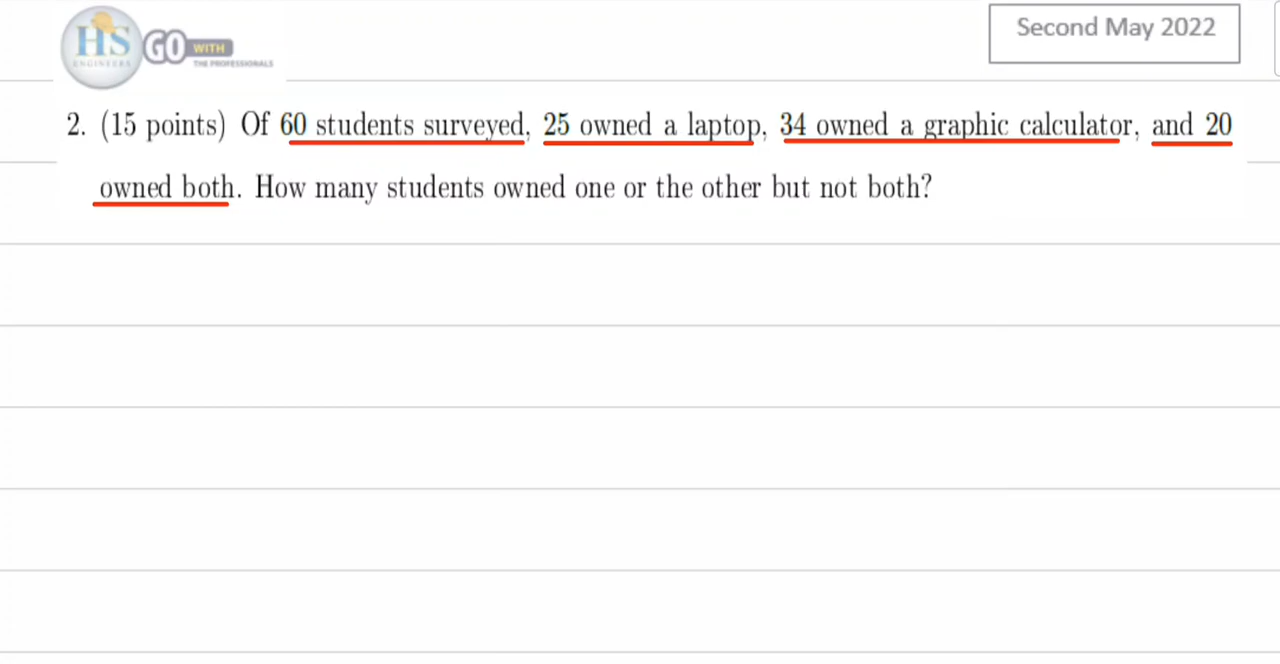 HS
ENGINEERS
GO WITH
THE PROFESSIONALS
Second May 2022
2. (15 points) Of 60 students surveyed, 25 owned a laptop, 34 owned a graphic calculator, and 20
owned both. How many students owned one or the other but not both?